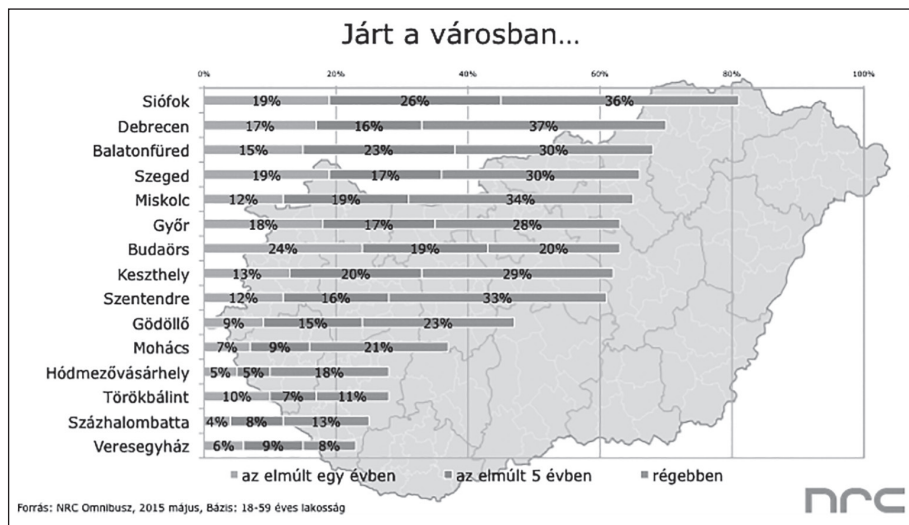 Járt a városban...
0% 20% 40% 60% 80% 100%
Siófok 19% 26% 36%
Debrecen 17% 16% 37%
Balatonfüred 15% 23% 30%
Szeged 19% 17% 30%
Miskolc 12% 19% 34%
Győr 18% 17% 28%
Budaörs 24% 19% 20%
Keszthely 13% 20% 29%
Szentendre 12% 16% 33%
Gödöllő 9% 15% 23%
Mohács 7% 9% 21%
Hódmezővásárhely 5% 5% 18%
Törökbálint 10% 7% 11%
Százhalombatta 4% 8% 13%
Veresegyház 6% 9% 8%
az elmúlt egy évben az elmúlt 5 évben régebben
Forrás: NRC Omnibusz, 2015 május, Bázis: 18-59 éves lakosság
nrc